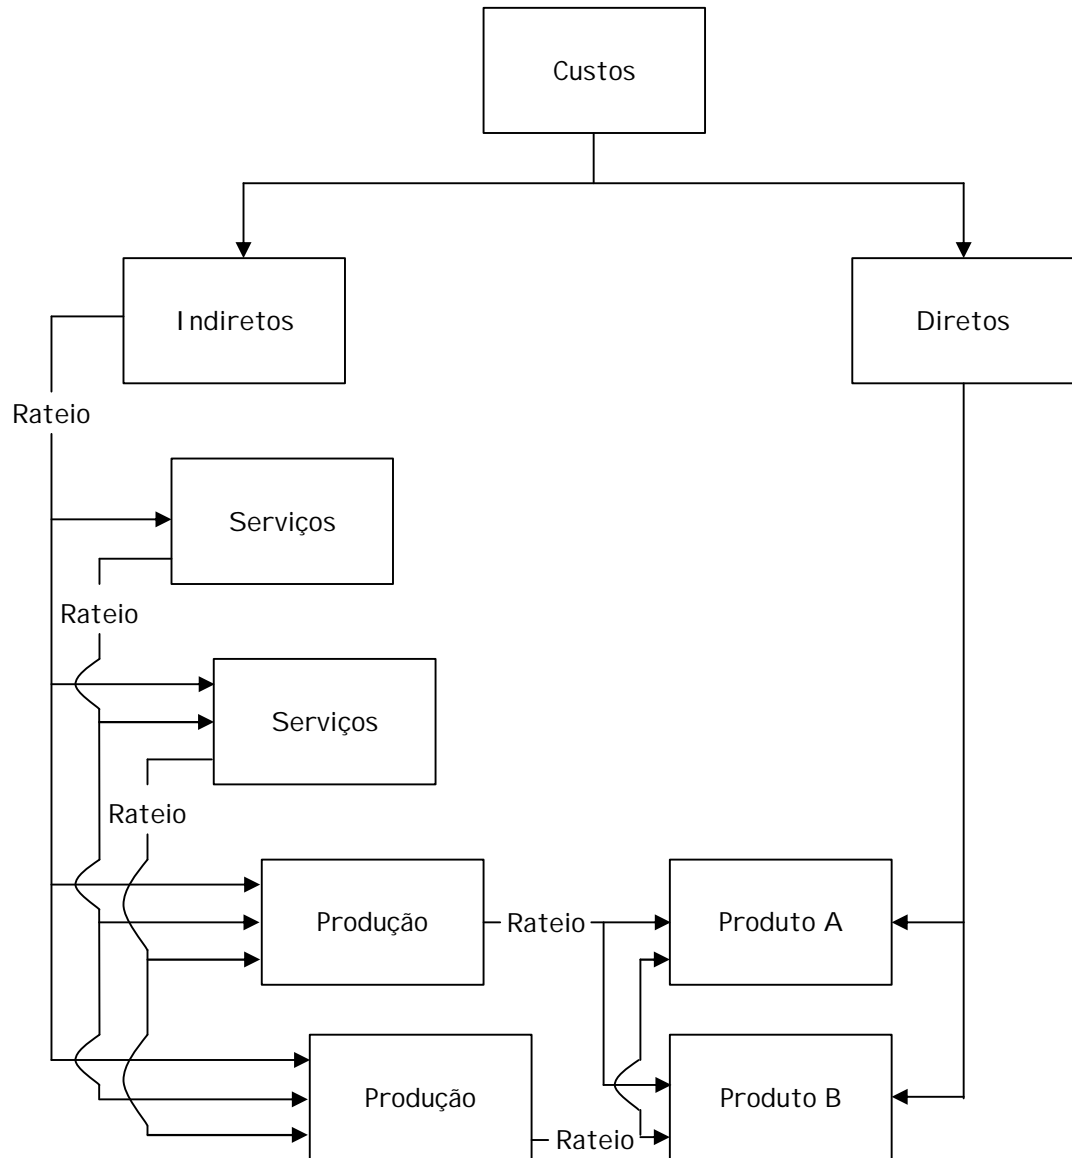 Custos
Indiretos
Diretos
Rateio
Serviços
Rateio
Serviços
Rateio
Produção
Rateio
Produto A
Produção
Rateio
Produto B